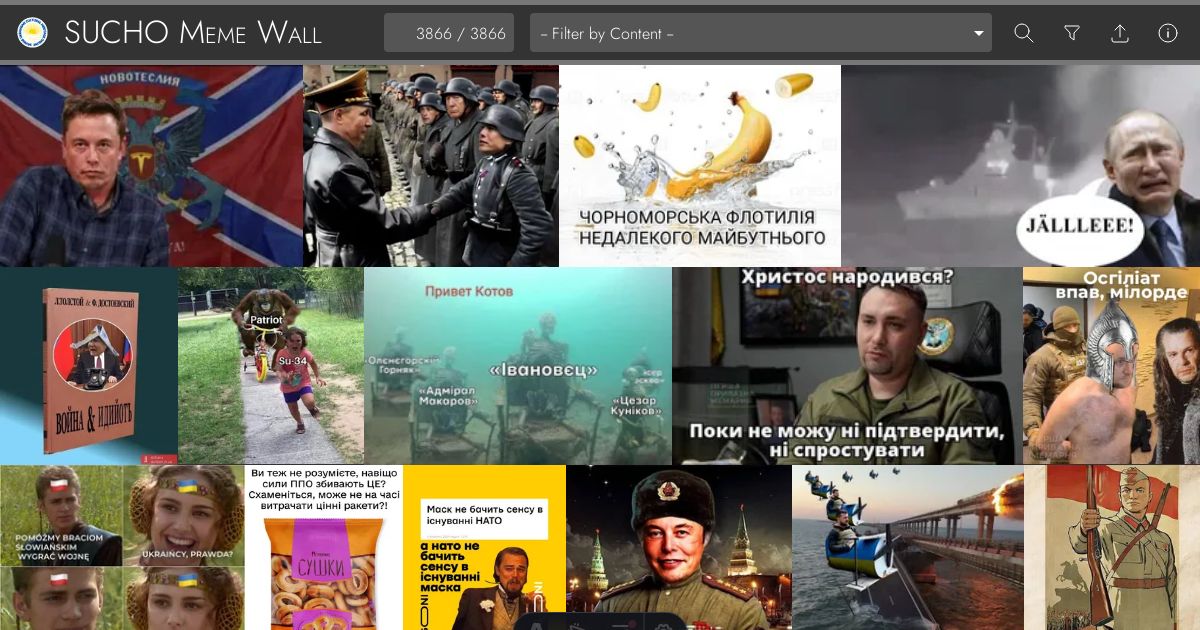 SUCHO Meme Wall
3866 / 3866
– Filter by Content –
НОВОТЕСЛИЯ
ЧОРНОМОРСЬКА ФЛОТИЛІЯ
НЕДАЛЕКОГО МАЙБУТНЬОГО
JÄLLLEEE!
Л.ТОЛСТОЙ & Ф.ДОСТОЕВСКИЙ
ВОЙНА & ИДИЙОТЬ
Patriot
Su-34
Привет Котов
«Оленегорский
Горняк»
«Івановєц»
«Адмірал
Макаров»
«Цезар
Куніков»
Христос народився?
Поки не можу ні підтвердити,
ні спростувати
Осгіліат
впав, мілорде
POMÓŻMY BRACIOM
SŁOWIAŃSKIM
WYGRAĆ WOJNĘ
UKRAIŃCY, PRAWDA?
Ви теж не розумієте, навіщо
сили ППО збивають ЦЕ?
Схаменіться, може не на часі
витрачати цінні ракети?!
СУШКИ
Маск не бачить сенсу в
існуванні НАТО
а нато не
бачить
сенсу в
існуванні
маска